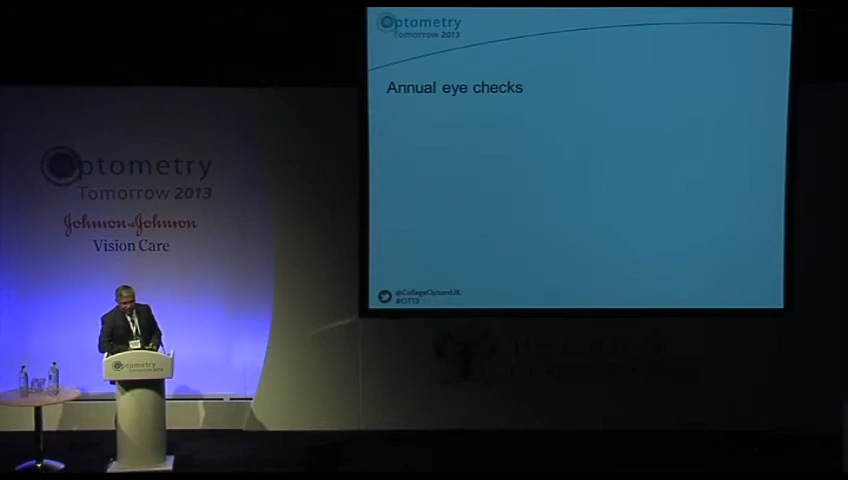 Optometry
Tomorrow 2013
Annual eye checks
@CollegeOptomUK
#OT13
Optometry
Tomorrow 2013
Johnson & Johnson
Vision Care
Optometry
Tomorrow 2013